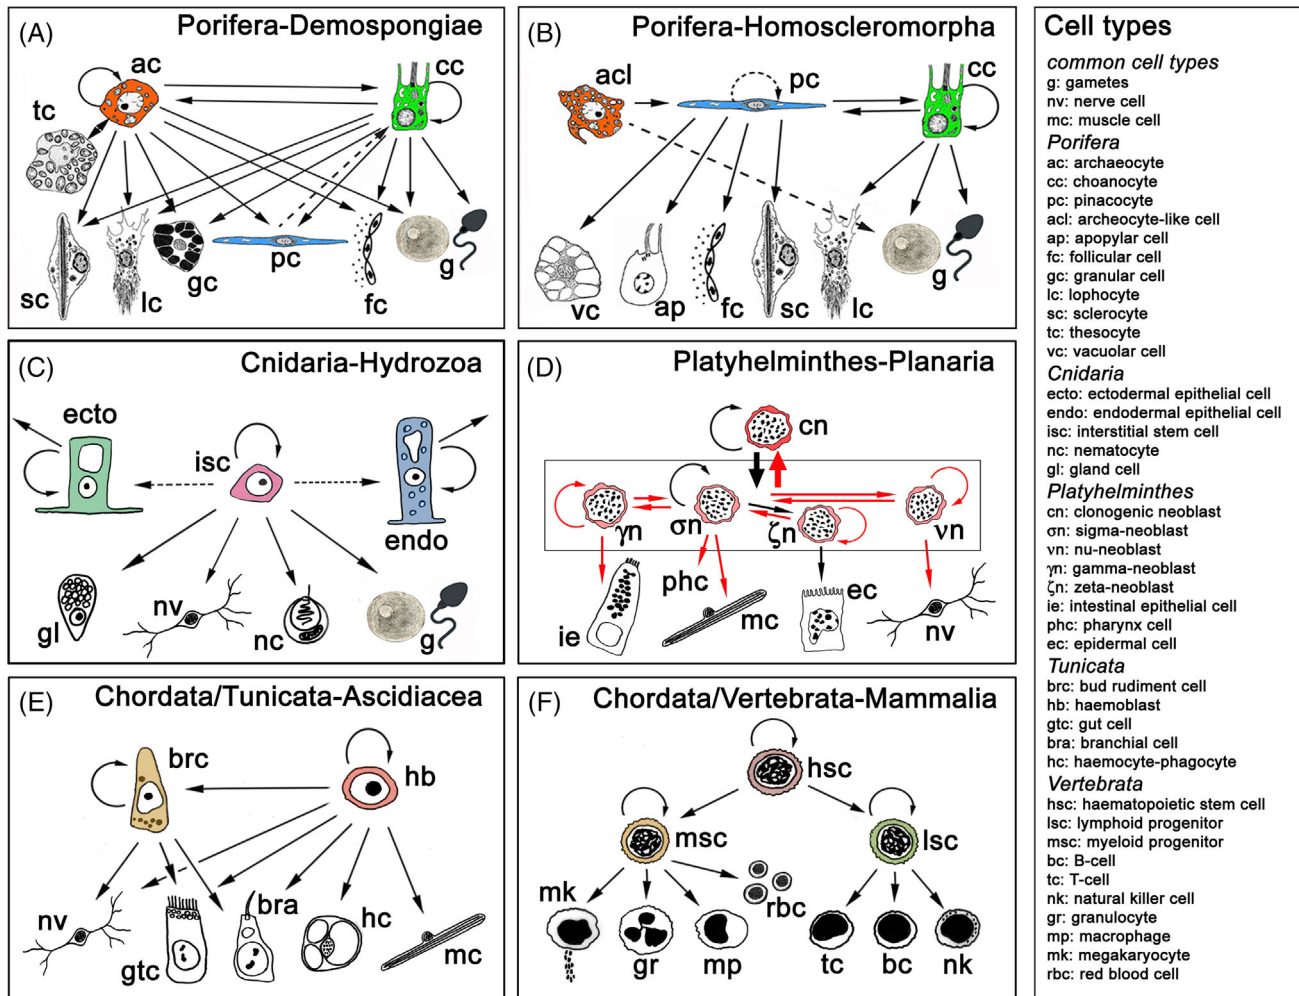 (A) Porifera-Demospongiae
ac
cc
tc
sc
lc
gc
pc
fc
g
(B) Porifera-Homoscleromorpha
acl
pc
cc
vc
ap
fc
sc
lc
g
(C) Cnidaria-Hydrozoa
ecto
isc
endo
gl
nv
nc
g
(D) Platyhelminthes-Planaria
cn
γn
σn
ζn
νn
ie
phc
mc
ec
nv
(E) Chordata/Tunicata-Ascidiacea
brc
hb
nv
gtc
bra
hc
mc
(F) Chordata/Vertebrata-Mammalia
hsc
msc
lsc
mk
gr
mp
rbc
tc
bc
nk
Cell types
common cell types
g: gametes
nv: nerve cell
mc: muscle cell
Porifera
ac: archaeocyte
cc: choanocyte
pc: pinacocyte
acl: archeocyte-like cell
ap: apopylar cell
fc: follicular cell
gc: granular cell
lc: lophocyte
sc: sclerocyte
tc: thesocyte
vc: vacuolar cell
Cnidaria
ecto: ectodermal epithelial cell
endo: endodermal epithelial cell
isc: interstitial stem cell
nc: nematocyte
gl: gland cell
Platyhelminthes
cn: clonogenic neoblast
σn: sigma-neoblast
νn: nu-neoblast
γn: gamma-neoblast
ζn: zeta-neoblast
ie: intestinal epithelial cell
phc: pharynx cell
ec: epidermal cell
Tunicata
brc: bud rudiment cell
hb: haemoblast
gtc: gut cell
bra: branchial cell
hc: haemocyte-phagocyte
Vertebrata
hsc: haematopoietic stem cell
lsc: lymphoid progenitor
msc: myeloid progenitor
bc: B-cell
tc: T-cell
nk: natural killer cell
gr: granulocyte
mp: macrophage
mk: megakaryocyte
rbc: red blood cell